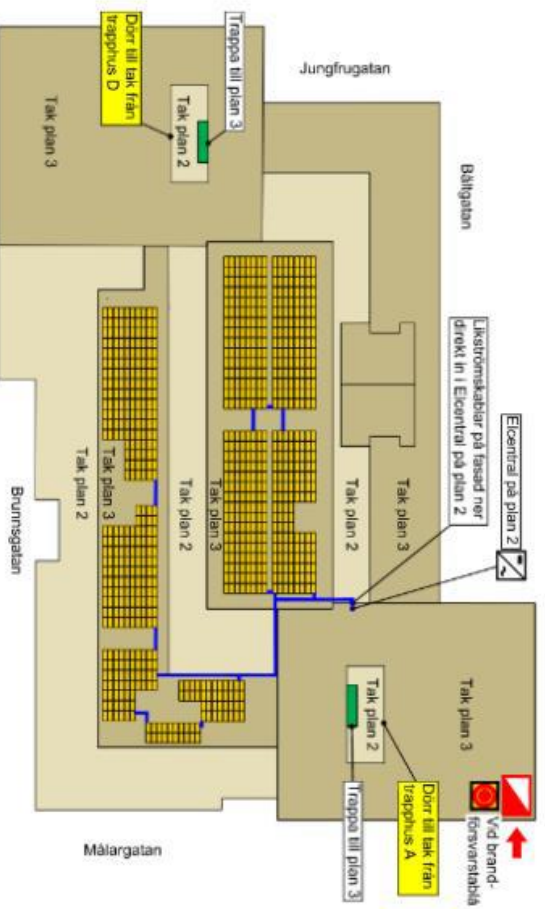 Jungfrugatan
Bältgatan
Trappa till plan 3
Dörr till tak från
trapphus D
Tak plan 2
Tak plan 3
Likströmskablar på fasad ner
direkt in i Elcentral på plan 2
Elcentral på plan 2
Tak plan 3
Tak plan 2
Tak plan 3
Tak plan 2
Tak plan 3
Tak plan 2
Brunnsgatan
Tak plan 3
Tak plan 2
Vid brand-
försvarstablå
Dörr till tak från
trapphus A
Trappa till plan 3
Målargatan